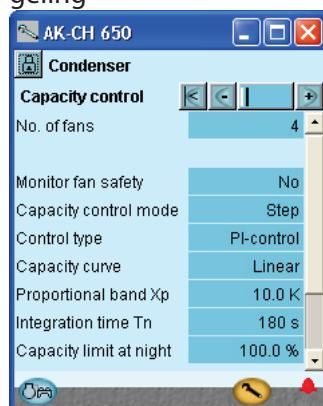 geling
AK-CH 650
Condenser
Capacity control
No. of fans 4
Monitor fan safety No
Capacity control mode Step
Control type PI-control
Capacity curve Linear
Proportional band Xp 10.0 K
Integration time Tn 180 s
Capacity limit at night 100.0 %